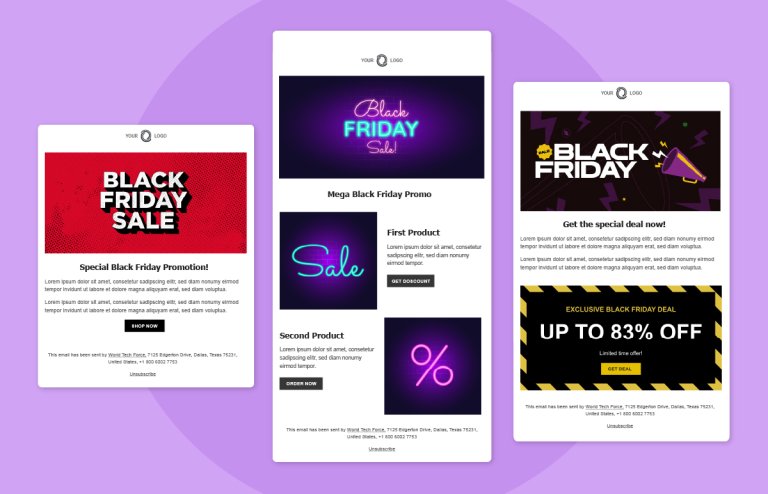 YOUR LOGO
BLACK
FRIDAY
SALE
Special Black Friday Promotion!
Lorem ipsum dolor sit amet, consetetur sadipscing elitr, sed diam eirmod
tempor invidunt ut labore et dolore magna aliquyam erat, sed diam voluptua.
Lorem ipsum dolor sit amet, consetetur sadipscing elitr, sed diam eirmod
tempor invidunt ut labore et dolore magna aliquyam erat, sed diam voluptua.
SHOP NOW
This email has been sent by World Tech Force, 7125 Edgerton Drive, Dallas, Texas 75231,
United States, +1 800 6002 7753
Unsubscribe
YOUR LOGO
Black
FRIDAY
Sale!
Mega Black Friday Promo
Sale
First Product
Lorem ipsum dolor sit amet, consetetur
sadipscing elitr, sed diam eirmod
tempor.
GET DOSCOUNT
Second Product
Lorem ipsum dolor sit amet, consetetur
sadipscing elitr, sed diam voluptua
eirmod tempor.
ORDER NOW
%
This email has been sent by World Tech Force, 7125 Edgerton Drive, Dallas, Texas 75231,
United States, +1 800 6002 7753
Unsubscribe
YOUR LOGO
SALE
BLACK
FRIDAY
Get the special deal now!
Lorem ipsum dolor sit amet, consetetur sadipscing elitr, sed diam eirmod
tempor invidunt ut labore et dolore magna aliquyam erat, sed diam voluptua.
Lorem ipsum dolor sit amet, consetetur sadipscing elitr, sed diam eirmod
tempor invidunt ut labore et dolore magna aliquyam erat, sed diam voluptua.
EXCLUSIVE BLACK FRIDAY DEAL
UP TO 83% OFF
Limited time offer!
GET DEAL
This email has been sent by World Tech Force, 7125 Edgerton Drive, Dallas, Texas 75231,
United States, +1 800 6002 7753
Unsubscribe